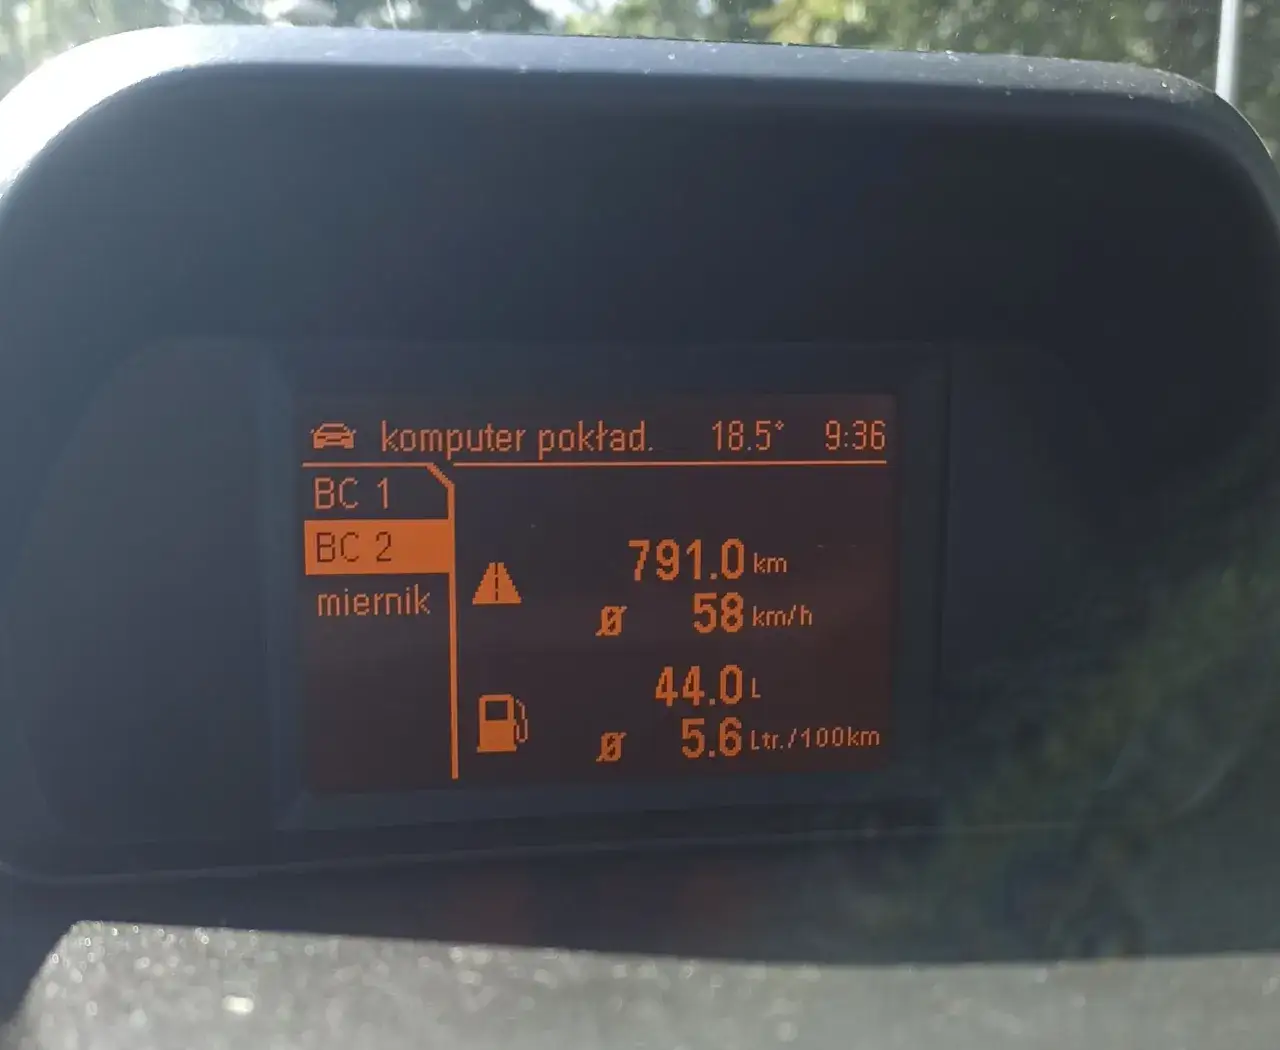 komputer pokład. 18.5° 9:36
BC 1
BC 2
miernik
791.0 km
Ø 58 km/h
44.0 L
Ø 5.6 Ltr./100km